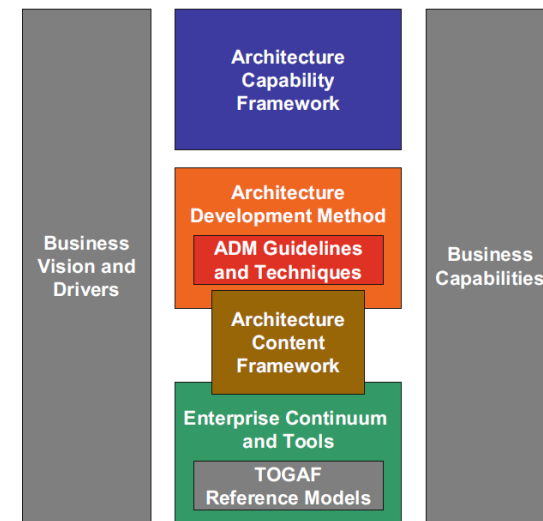 Architecture
Capability
Framework
Architecture
Development Method
ADM Guidelines
and Techniques
Business
Vision and
Drivers
Business
Capabilities
Architecture
Content
Framework
Enterprise Continuum
and Tools
TOGAF
Reference Models